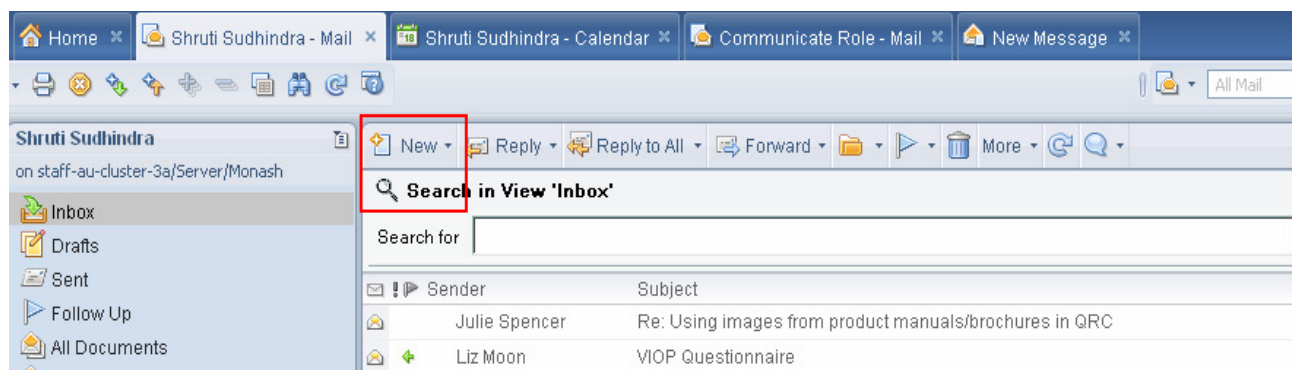 Home Shruti Sudhindra - Mail Shruti Sudhindra - Calendar Communicate Role - Mail New Message
All Mail
Shruti Sudhindra
on staff-au-cluster-3a/Server/Monash
Inbox
Drafts
Sent
Follow Up
All Documents
New Reply Reply to All Forward More
Search in View 'Inbox'
Search for
! Sender Subject
Julie Spencer Re: Using images from product manuals/brochures in QRC
Liz Moon VIOP Questionnaire